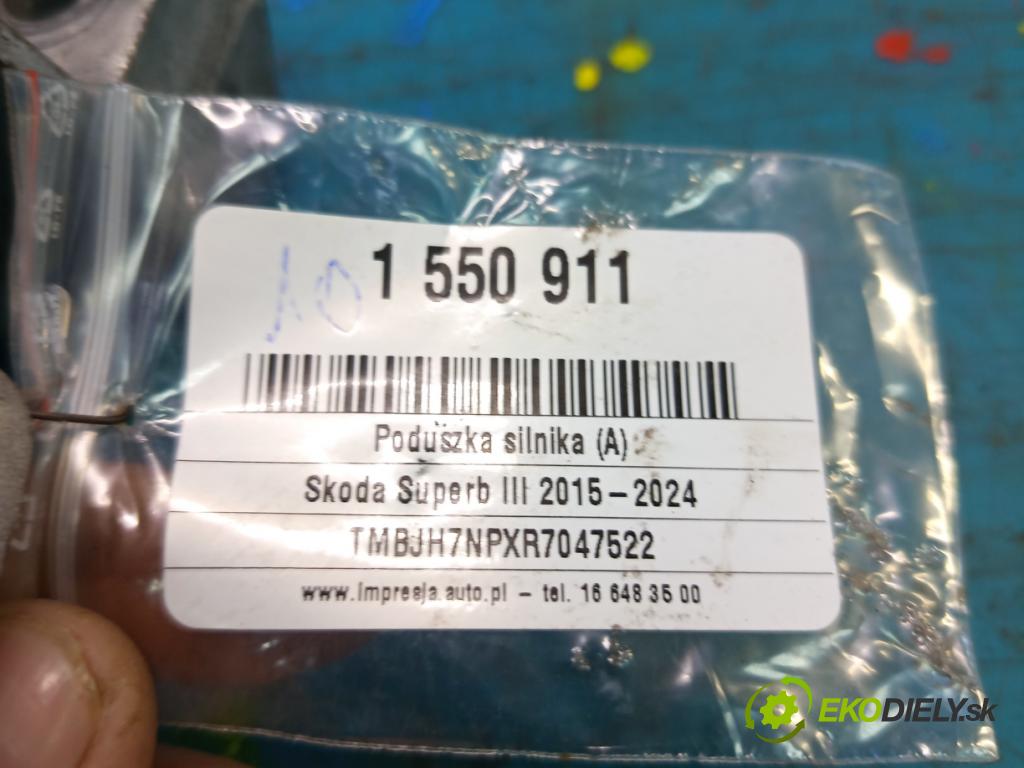 10 1 550 911
Poduszka silnika (A)
Skoda Superb III 2015-2024
TMBJH7NPXR7047522
www.impresja.auto.pl - tel. 16 648 35 00
EKODIELY.sk